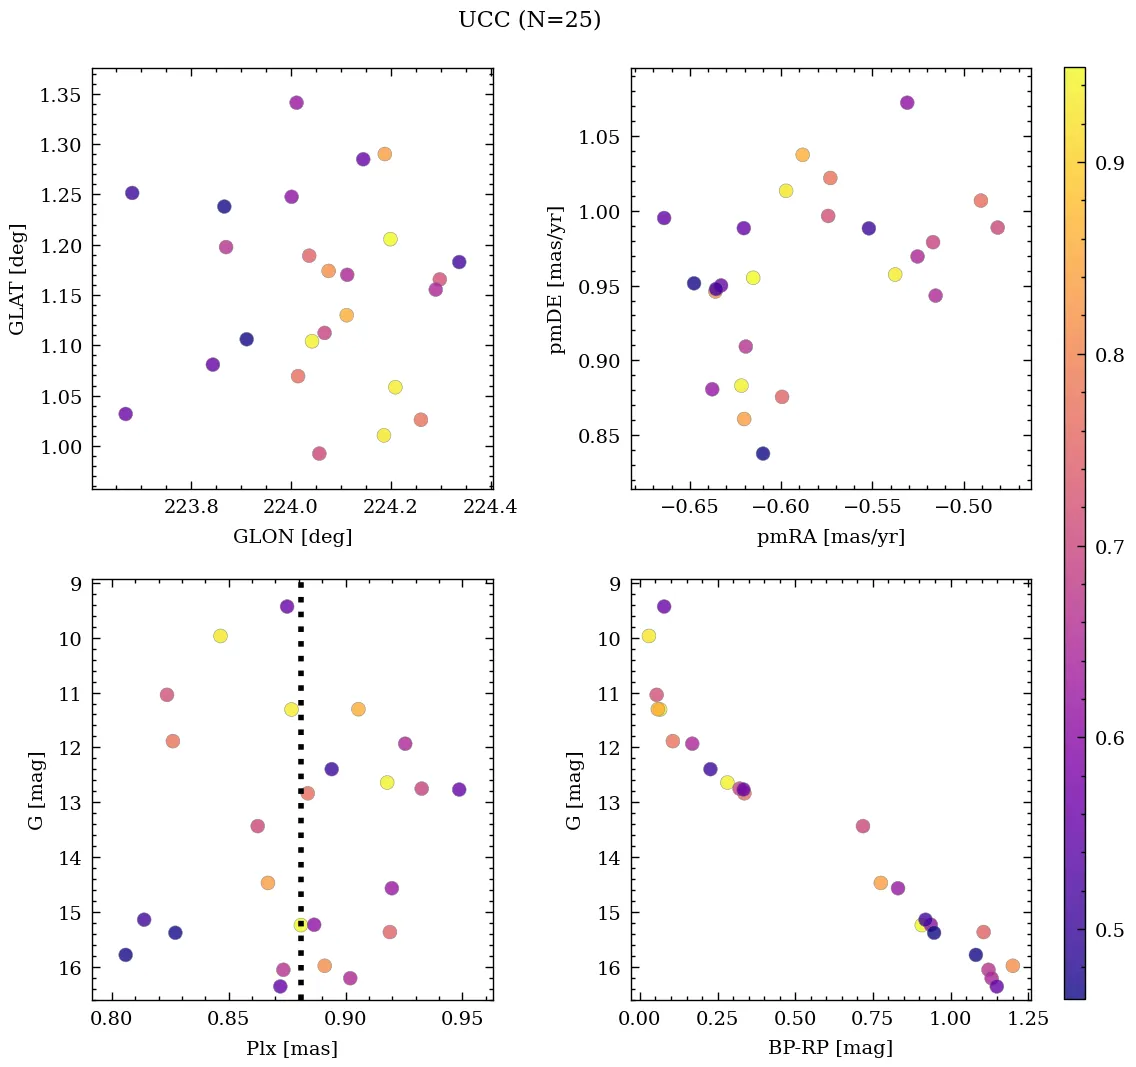 UCC (N=25)
1.35
1.30
1.25
1.20
1.15
1.10
1.05
1.00
GLAT [deg]
223.8 224.0 224.2 224.4
GLON [deg]
1.05
1.00
0.95
0.90
0.85
pmDE [mas/yr]
−0.65 −0.60 −0.55 −0.50
pmRA [mas/yr]
9
10
11
12
13
14
15
16
G [mag]
0.80 0.85 0.90 0.95
Plx [mas]
9
10
11
12
13
14
15
16
G [mag]
0.00 0.25 0.50 0.75 1.00 1.25
BP-RP [mag]
0.9
0.8
0.7
0.6
0.5